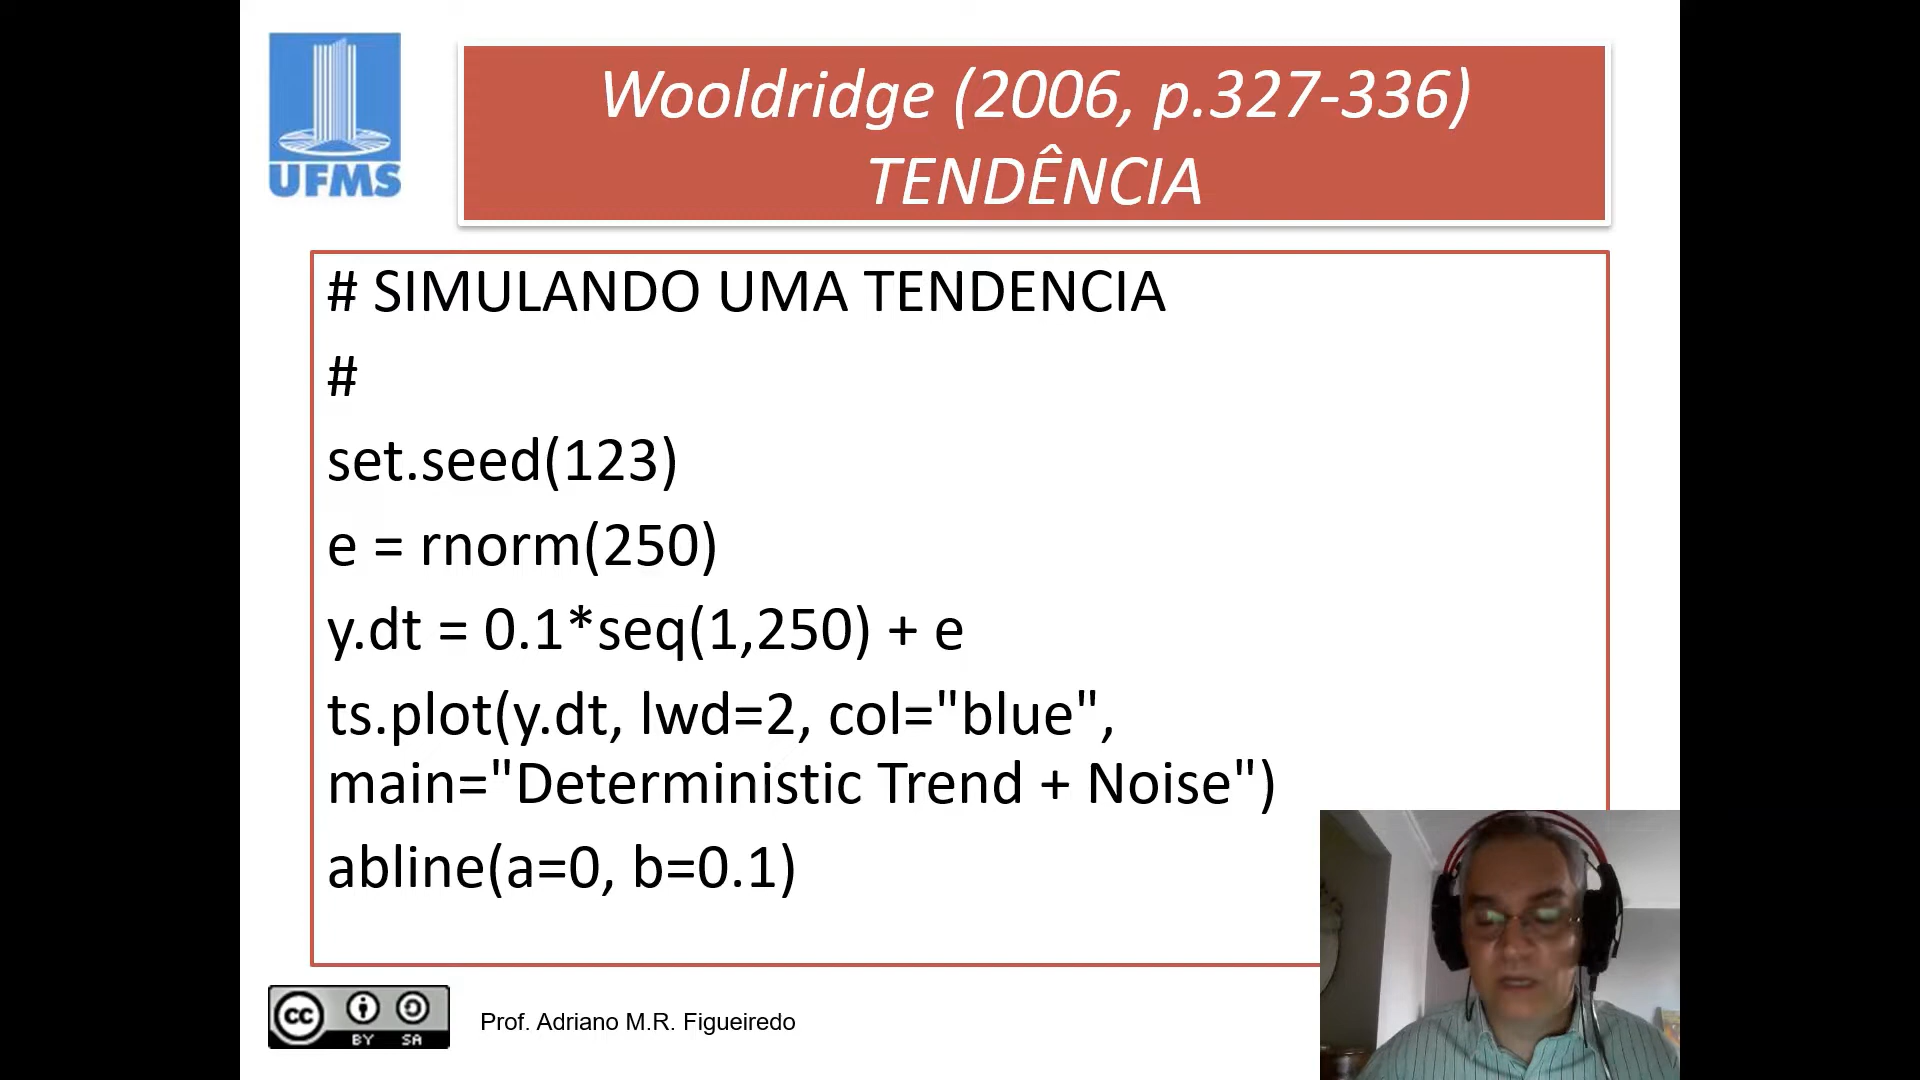 UFMS
Wooldridge (2006, p.327-336)
TENDÊNCIA
# SIMULANDO UMA TENDENCIA
#
set.seed(123)
e = rnorm(250)
y.dt = 0.1*seq(1,250) + e
ts.plot(y.dt, lwd=2, col="blue",
main="Deterministic Trend + Noise")
abline(a=0, b=0.1)
cc
BY SA
Prof. Adriano M.R. Figueiredo